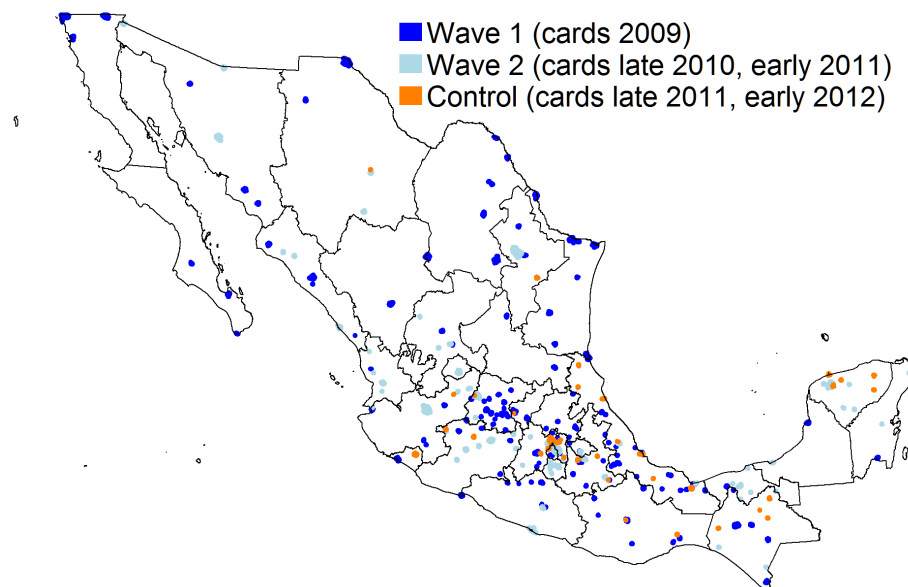 Wave 1 (cards 2009)
Wave 2 (cards late 2010, early 2011)
Control (cards late 2011, early 2012)